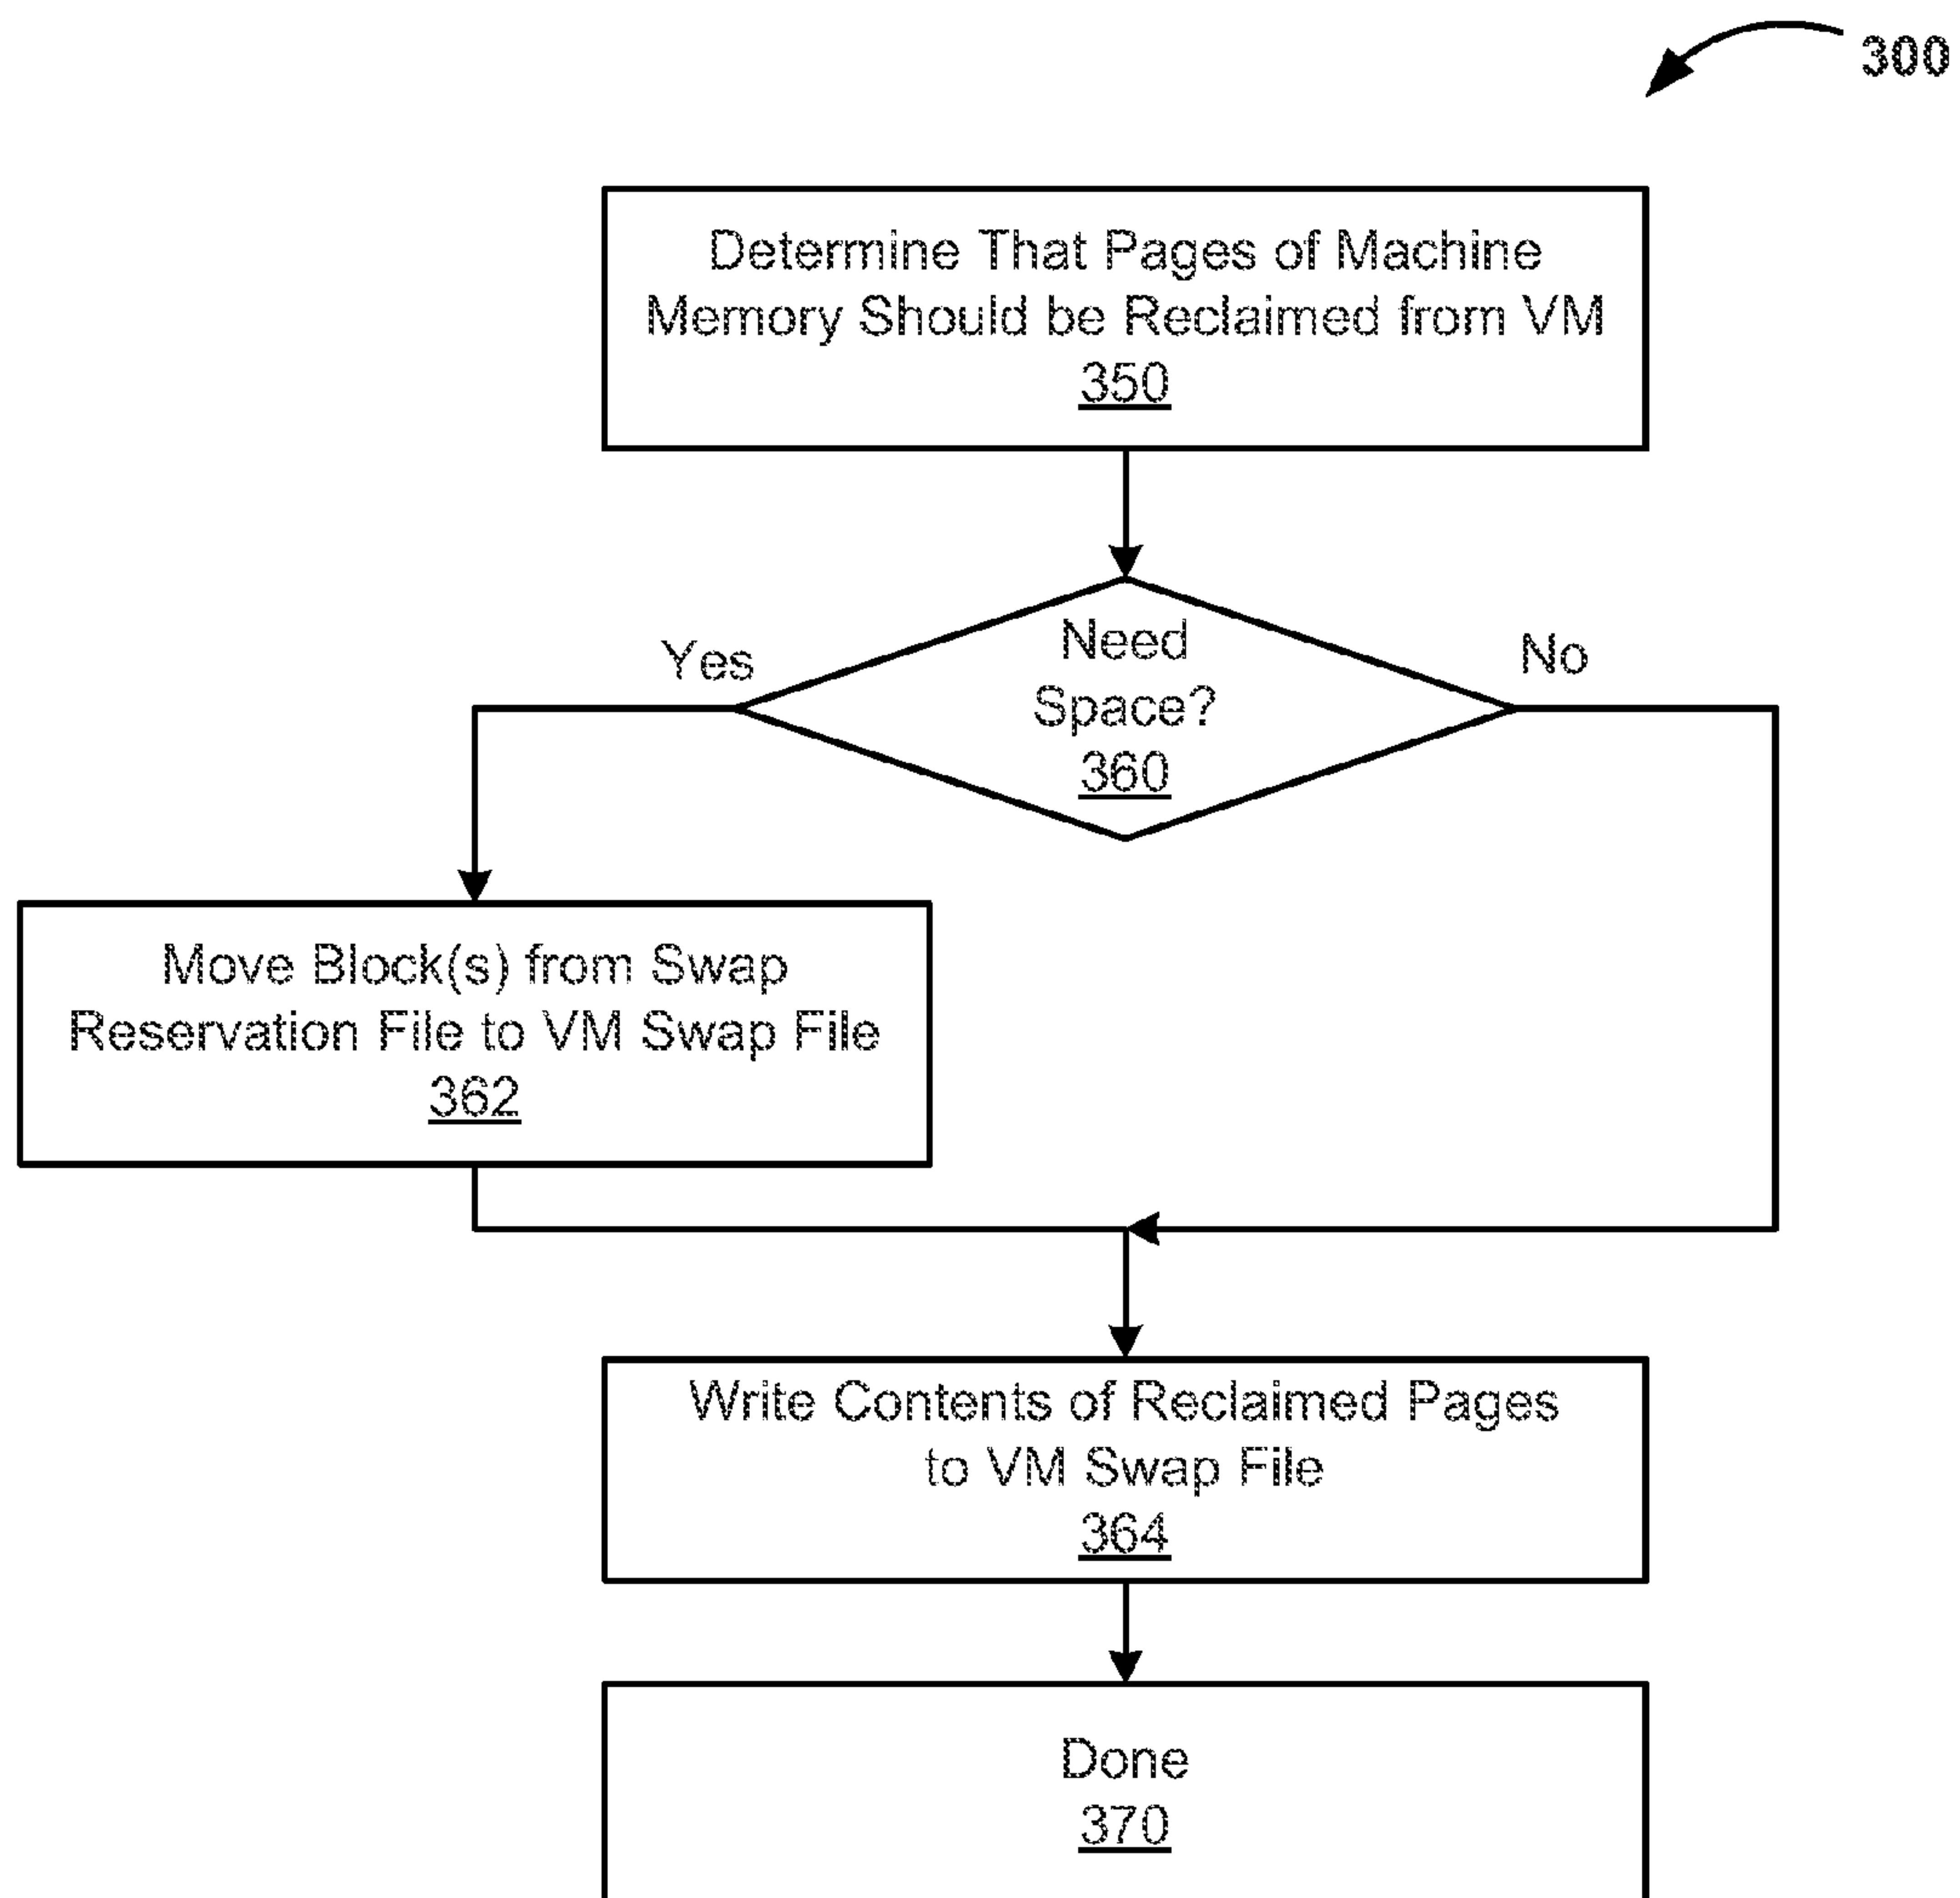 300
Determine That Pages of Machine
Memory Should be Reclaimed from VM
350
Need
Space?
360
Yes
No
Move Block(s) from Swap
Reservation File to VM Swap File
362
Write Contents of Reclaimed Pages
to VM Swap File
364
Done
370